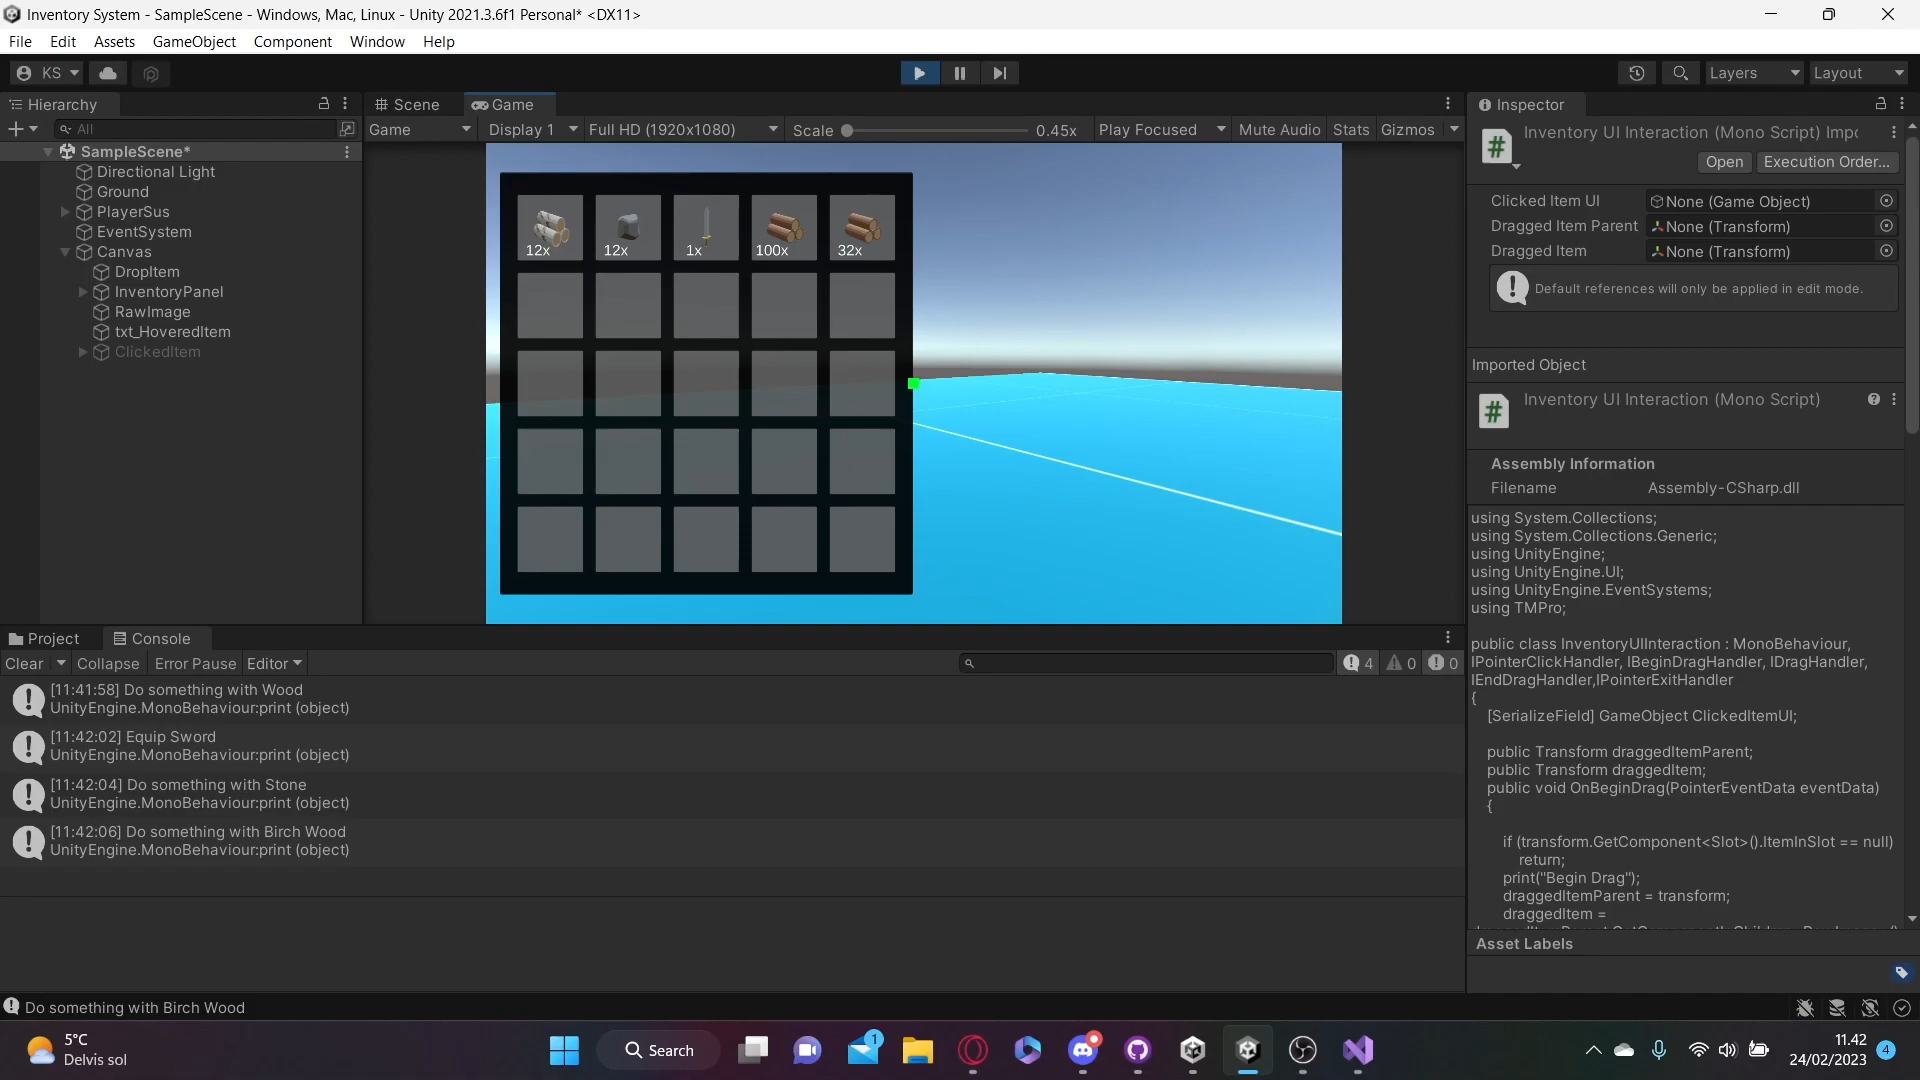 Inventory System - SampleScene - Windows, Mac, Linux - Unity 2021.3.6f1 Personal* <DX11>
File Edit Assets GameObject Component Window Help
KS
Layers
Layout
Hierarchy
All
SampleScene*
Directional Light
Ground
PlayerSus
EventSystem
Canvas
DropItem
InventoryPanel
RawImage
txt_HoveredItem
ClickedItem
Scene Game
Game Display 1 Full HD (1920x1080) Scale 0.45x Play Focused Mute Audio Stats Gizmos
12x 12x 1x 100x 32x
Project Console
Clear Collapse Error Pause Editor 4 0 0
[11:41:58] Do something with Wood
UnityEngine.MonoBehaviour:print (object)
[11:42:02] Equip Sword
UnityEngine.MonoBehaviour:print (object)
[11:42:04] Do something with Stone
UnityEngine.MonoBehaviour:print (object)
[11:42:06] Do something with Birch Wood
UnityEngine.MonoBehaviour:print (object)
Inspector
Inventory UI Interaction (Mono Script) Impo
Open Execution Order...
Clicked Item UI None (Game Object)
Dragged Item Parent None (Transform)
Dragged Item None (Transform)
Default references will only be applied in edit mode.
Imported Object
Inventory UI Interaction (Mono Script)
Assembly Information
Filename Assembly-CSharp.dll
using System.Collections;
using System.Collections.Generic;
using UnityEngine;
using UnityEngine.UI;
using UnityEngine.EventSystems;
using TMPro;
public class InventoryUIInteraction : MonoBehaviour,
IPointerClickHandler, IBeginDragHandler, IDragHandler,
IEndDragHandler,IPointerExitHandler
{
[SerializeField] GameObject ClickedItemUI;
public Transform draggedItemParent;
public Transform draggedItem;
public void OnBeginDrag(PointerEventData eventData)
{
if (transform.GetComponent<Slot>().ItemInSlot == null)
return;
print("Begin Drag");
draggedItemParent = transform;
draggedItem =
Asset Labels
Do something with Birch Wood
5°C
Delvis sol
Search
1
11.42
24/02/2023
4